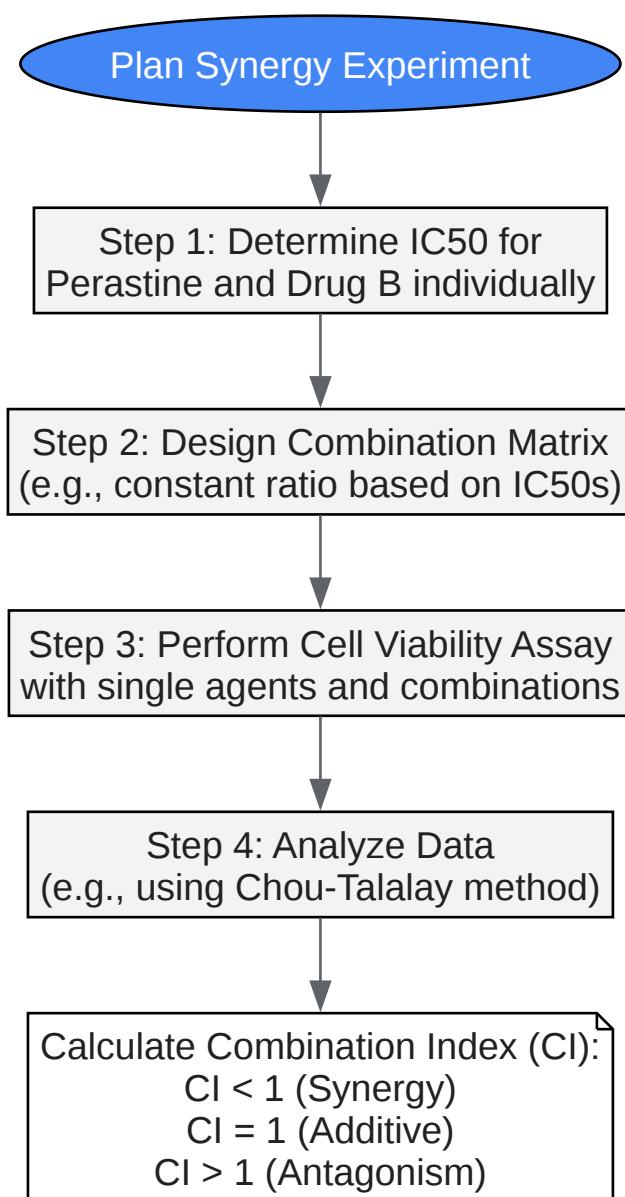 Plan Synergy Experiment
Step 1: Determine IC50 for
Perastine and Drug B individually
Step 2: Design Combination Matrix
(e.g., constant ratio based on IC50s)
Step 3: Perform Cell Viability Assay
with single agents and combinations
Step 4: Analyze Data
(e.g., using Chou-Talalay method)
Calculate Combination Index (CI):
CI < 1 (Synergy)
CI = 1 (Additive)
CI > 1 (Antagonism)